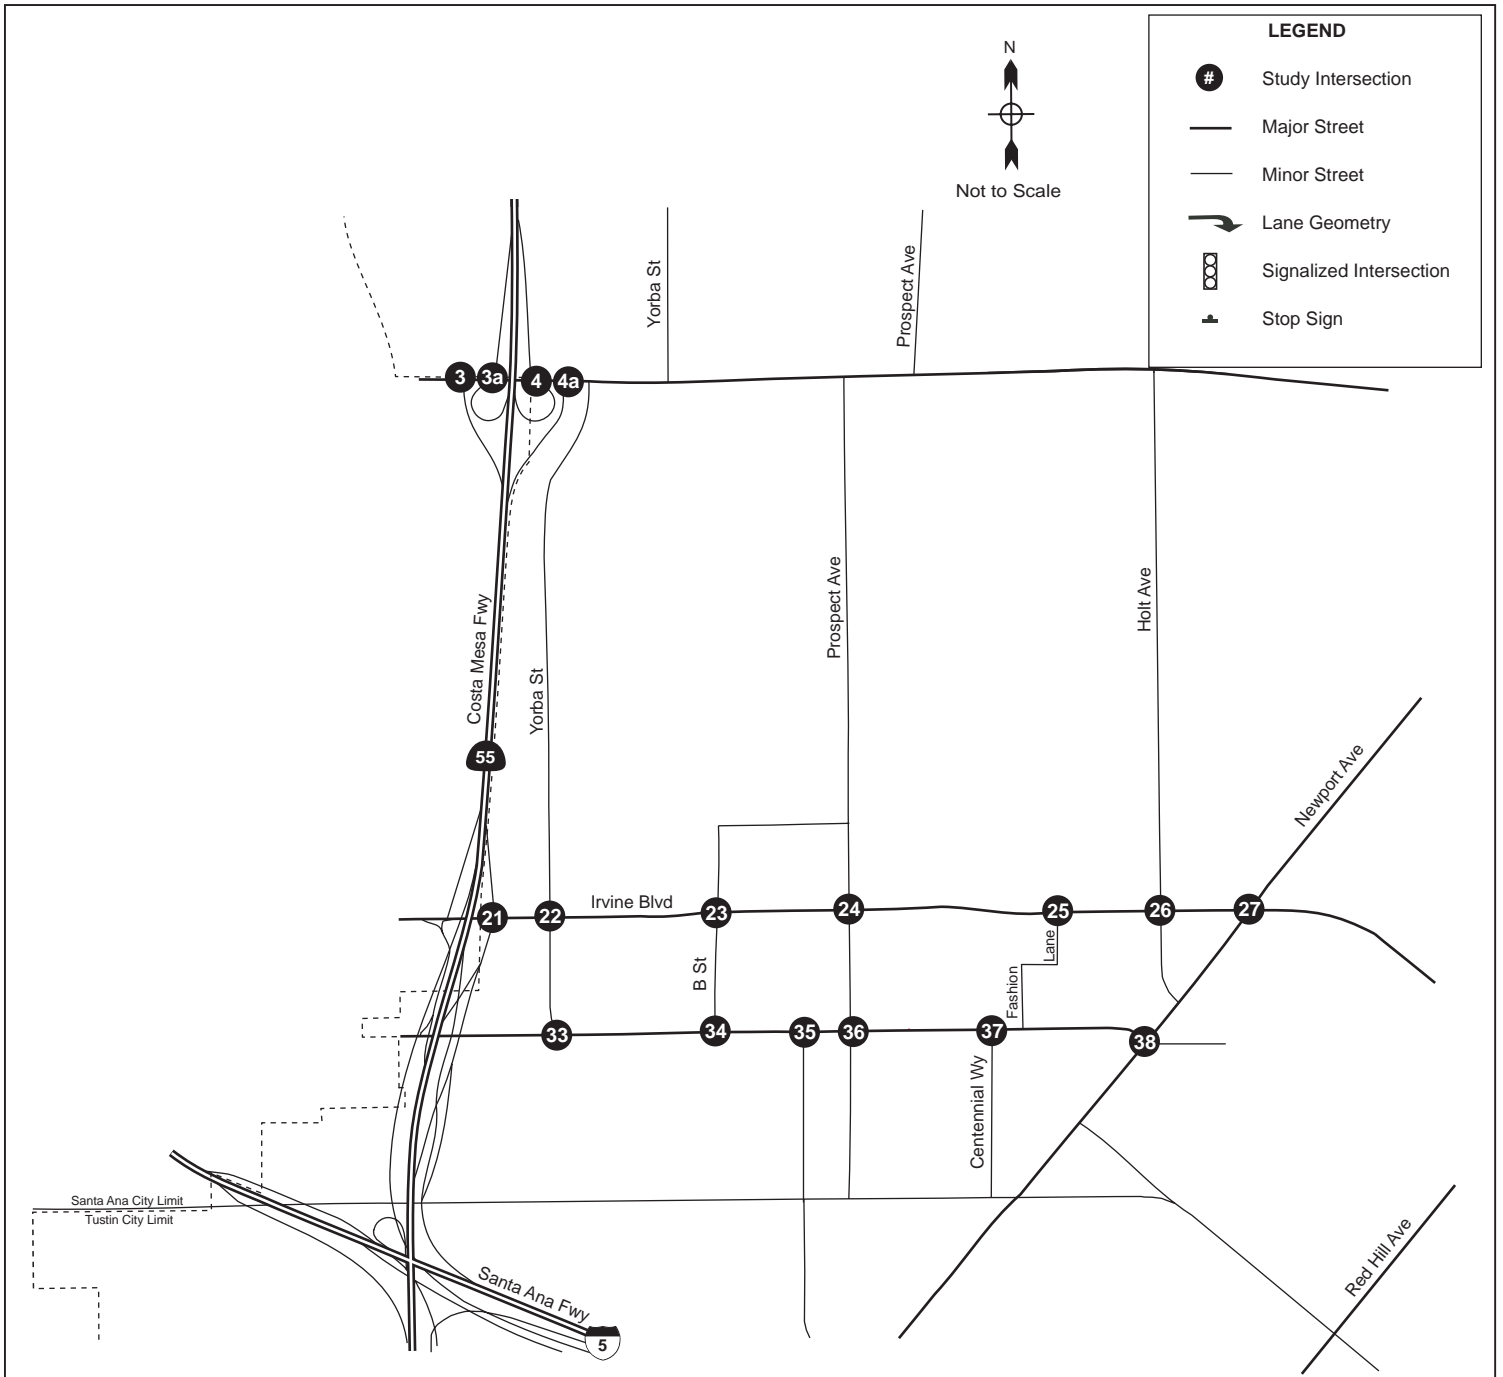 LEGEND
# Study Intersection
Major Street
Minor Street
Lane Geometry
Signalized Intersection
Stop Sign
N
Not to Scale
Yorba St
Prospect Ave
3 3a 4 4a
Costa Mesa Fwy
55
Yorba St
Prospect Ave
Holt Ave
Newport Ave
Irvine Blvd
21 22 23 24 25 26 27
B St
Fashion
Lane
33 34 35 36 37 38
Centennial Wy
Santa Ana City Limit
Tustin City Limit
Santa Ana Fwy
5
Red Hill Ave